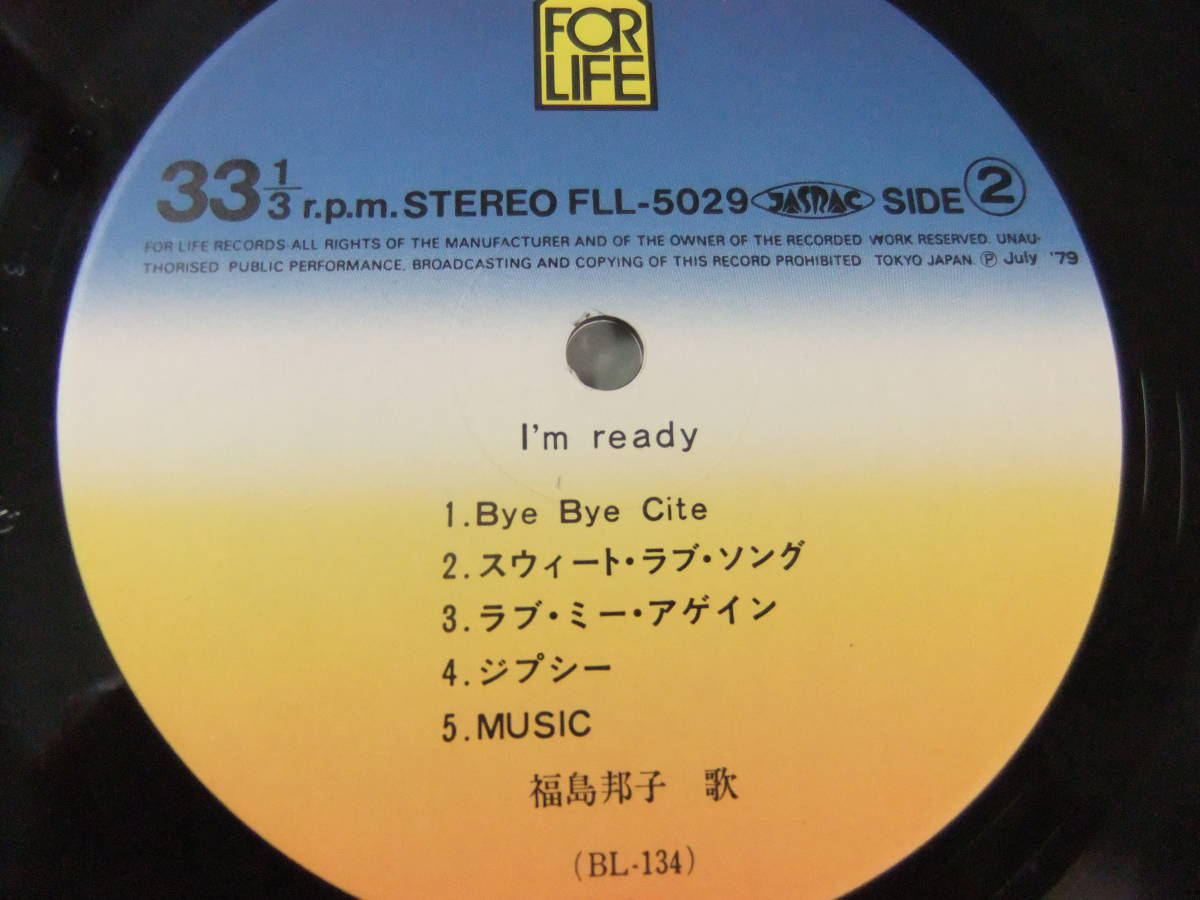 FOR
LIFE
33 1/3 r.p.m. STEREO FLL-5029 JASRAC SIDE 2
FOR LIFE RECORDS·ALL RIGHTS OF THE MANUFACTURER AND OF THE OWNER OF THE RECORDED WORK RESERVED. UNAU-
THORISED PUBLIC PERFORMANCE, BROADCASTING AND COPYING OF THIS RECORD PROHIBITED TOKYO JAPAN. Ⓟ July '79
I'm ready
1.Bye Bye Cite
2.スウィート・ラブ・ソング
3.ラブ・ミー・アゲイン
4.ジプシー
5.MUSIC
福島邦子 歌
(BL-134)